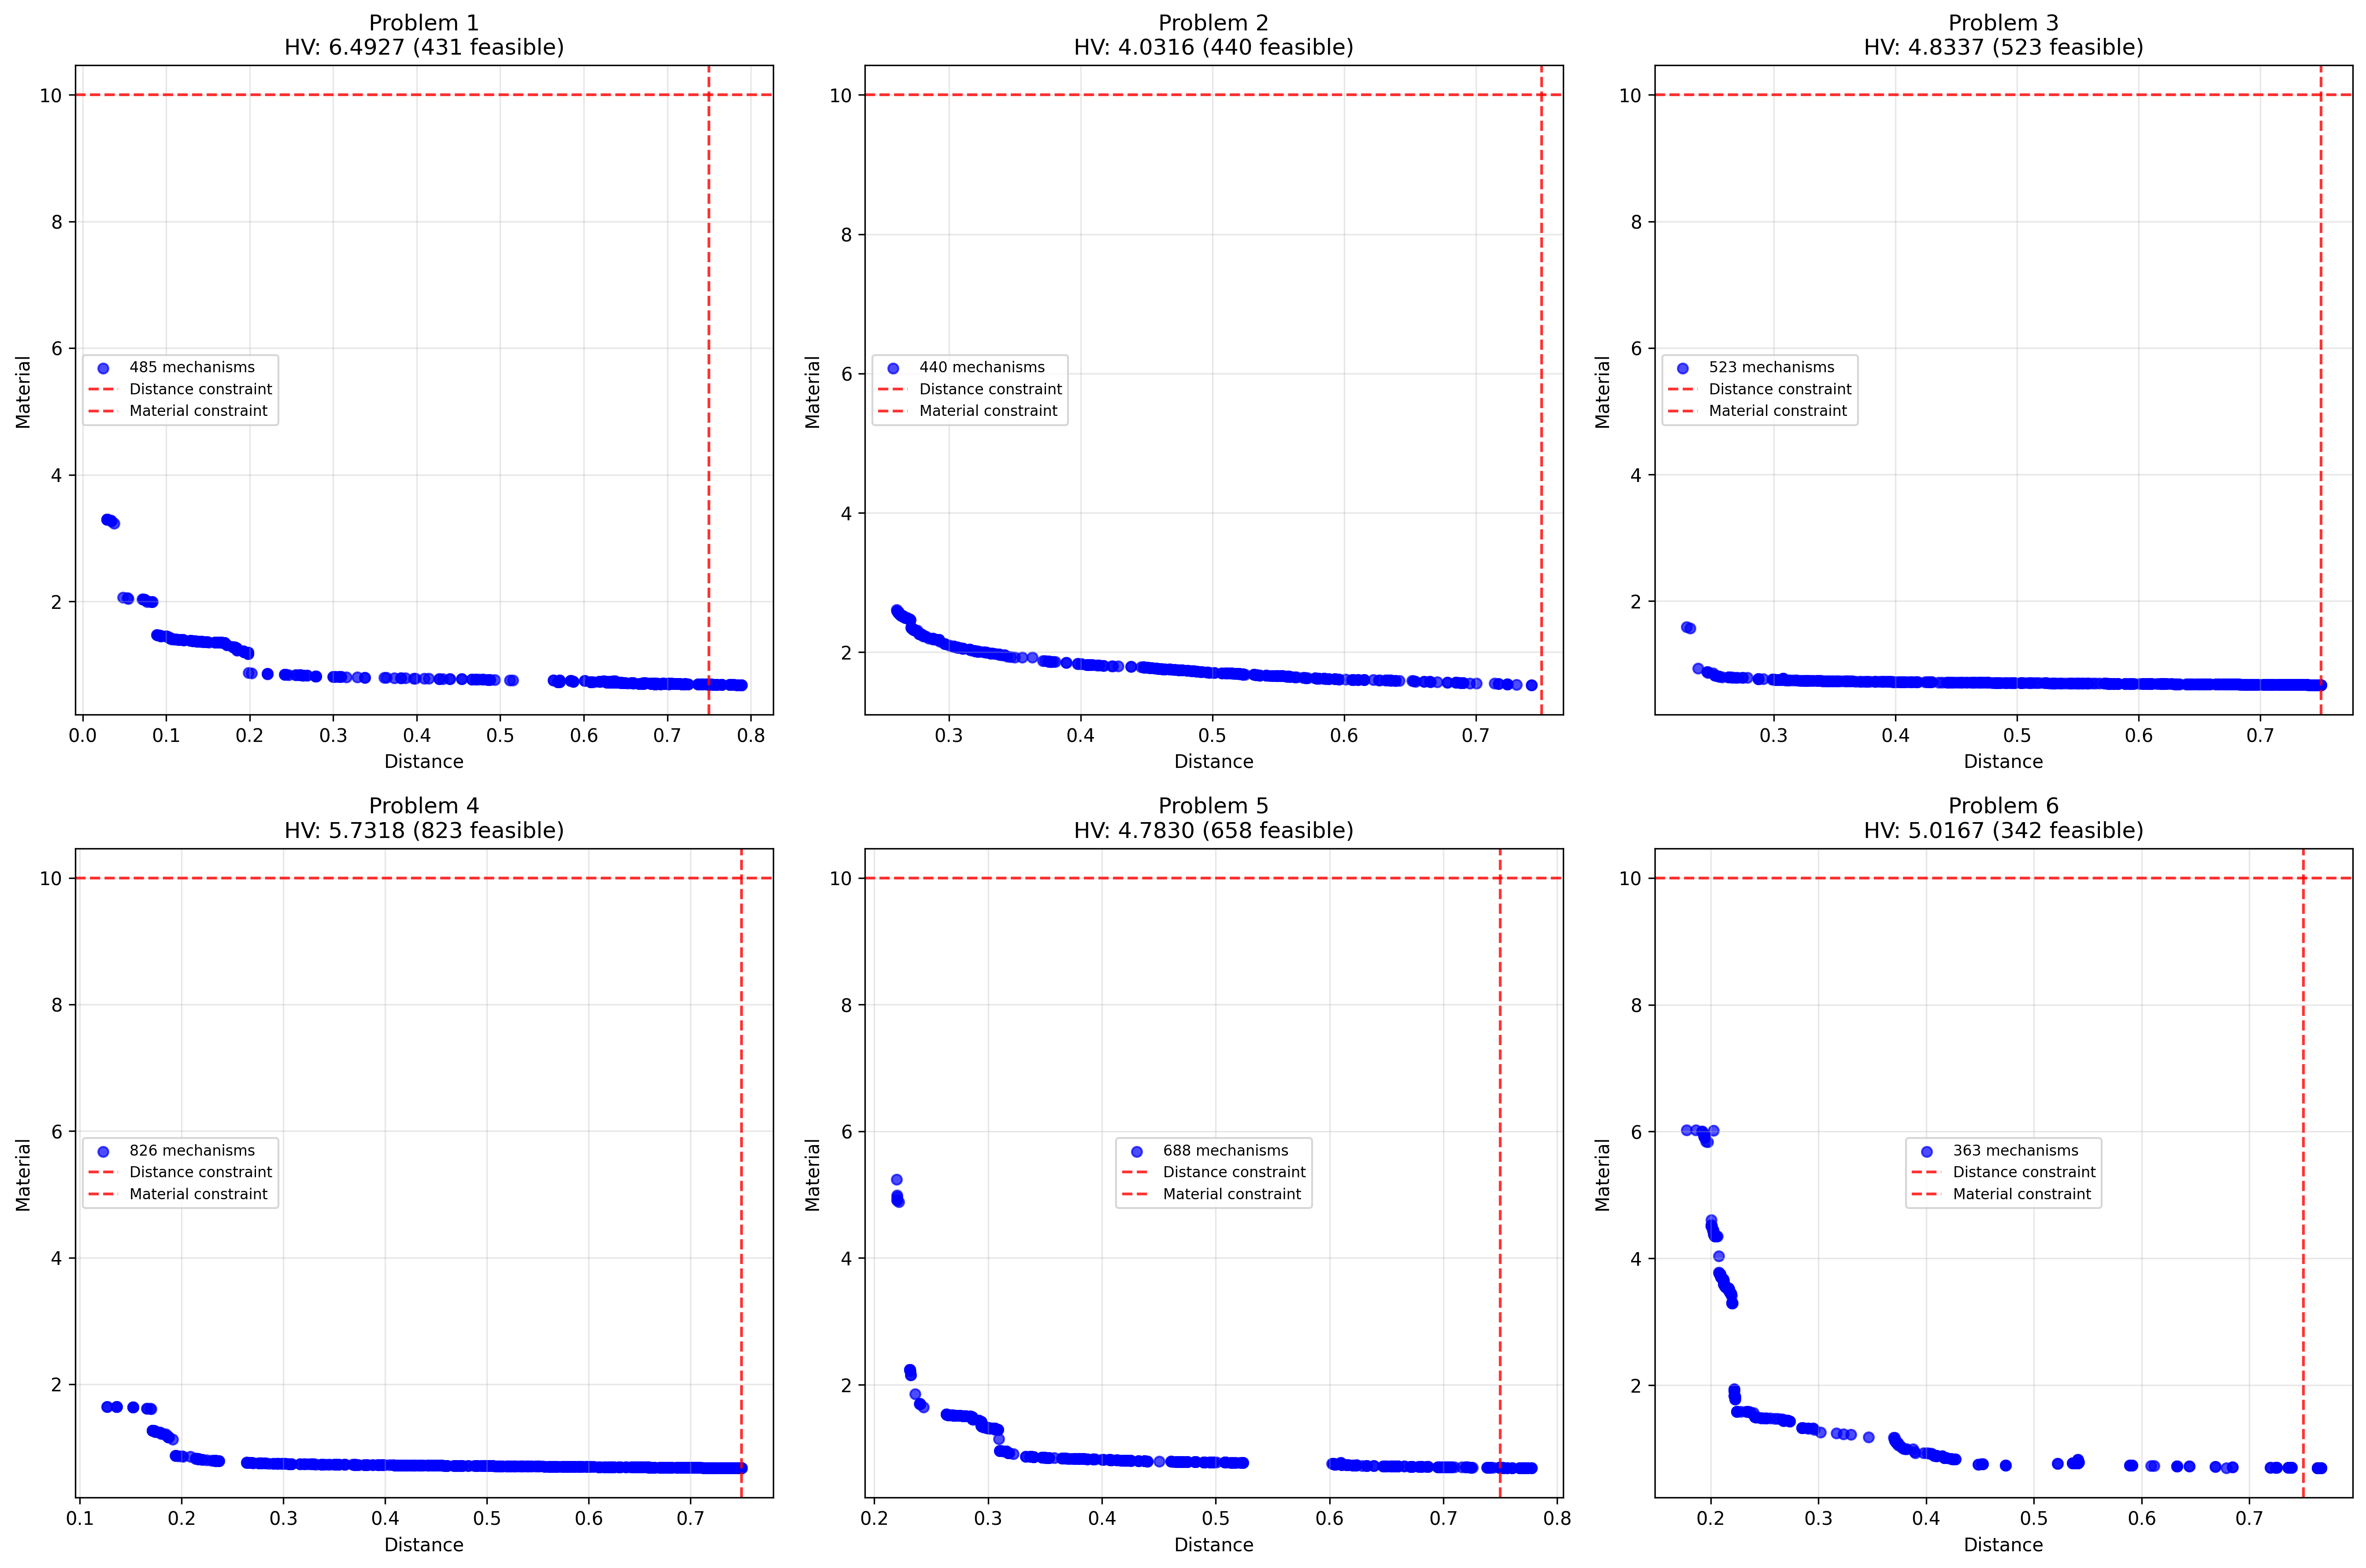 Problem 1
HV: 6.4927 (431 feasible)
10
8
6
4
2
Material
485 mechanisms
Distance constraint
Material constraint
0.0 0.1 0.2 0.3 0.4 0.5 0.6 0.7 0.8
Distance
Problem 2
HV: 4.0316 (440 feasible)
10
8
6
4
2
Material
440 mechanisms
Distance constraint
Material constraint
0.3 0.4 0.5 0.6 0.7
Distance
Problem 3
HV: 4.8337 (523 feasible)
10
8
6
4
2
Material
523 mechanisms
Distance constraint
Material constraint
0.3 0.4 0.5 0.6 0.7
Distance
Problem 4
HV: 5.7318 (823 feasible)
10
8
6
4
2
Material
826 mechanisms
Distance constraint
Material constraint
0.1 0.2 0.3 0.4 0.5 0.6 0.7
Distance
Problem 5
HV: 4.7830 (658 feasible)
10
8
6
4
2
Material
688 mechanisms
Distance constraint
Material constraint
0.2 0.3 0.4 0.5 0.6 0.7 0.8
Distance
Problem 6
HV: 5.0167 (342 feasible)
10
8
6
4
2
Material
363 mechanisms
Distance constraint
Material constraint
0.2 0.3 0.4 0.5 0.6 0.7
Distance